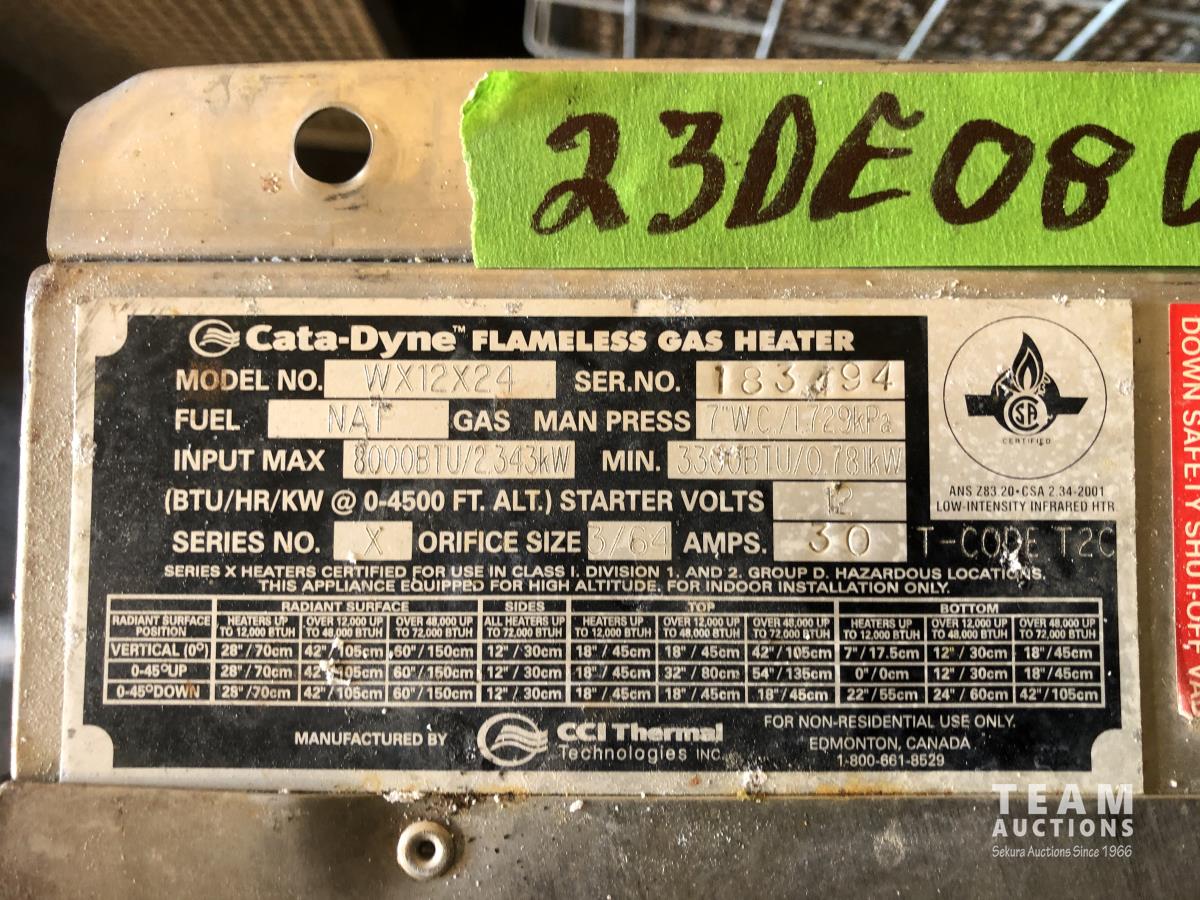 23DE08
Cata-Dyne™ FLAMELESS GAS HEATER
MODEL NO. WX12X24 SER.NO. 183494
FUEL NAT GAS MAN PRESS 7"W.C./1.729kPa
INPUT MAX 8000BTU/2.343kW MIN. 3300BTU/0.781kW
(BTU/HR/KW @ 0-4500 FT. ALT.) STARTER VOLTS 12
SERIES NO. X ORIFICE SIZE 3/64 AMPS. 30 T-CODE T2C
CERTIFIED
ANS Z83.20•CSA 2.34-2001
LOW-INTENSITY INFRARED HTR
SERIES X HEATERS CERTIFIED FOR USE IN CLASS I. DIVISION 1. AND 2. GROUP D. HAZARDOUS LOCATIONS.
THIS APPLIANCE EQUIPPED FOR HIGH ALTITUDE. FOR INDOOR INSTALLATION ONLY.
RADIANT SURFACE SIDES TOP BOTTOM
RADIANT SURFACE POSITION HEATERS UP TO 12,000 BTUH OVER 12,000 UP TO 48,000 BTUH OVER 48,000 UP TO 72,000 BTUH ALL HEATERS UP TO 72,000 BTUH HEATERS UP TO 12,000 BTUH OVER 12,000 UP TO 48,000 BTUH OVER 48,000 UP TO 72,000 BTUH HEATERS UP TO 12,000 BTUH OVER 12,000 UP TO 48,000 BTUH OVER 48,000 UP TO 72,000 BTUH
VERTICAL (0º) 28" / 70cm 42" / 105cm 60" / 150cm 12" / 30cm 18" / 45cm 18" / 45cm 42" / 105cm 7" / 17.5cm 12" / 30cm 18" / 45cm
0-45ºUP 28" / 70cm 42" / 105cm 60" / 150cm 12" / 30cm 18" / 45cm 32" / 80cm 54" / 135cm 0" / 0cm 12" / 30cm 18" / 45cm
0-45ºDOWN 28" / 70cm 42" / 105cm 60" / 150cm 12" / 30cm 18" / 45cm 18" / 45cm 18" / 45cm 22" / 55cm 24" / 60cm 42" / 105cm
MANUFACTURED BY CCI Thermal
Technologies INC.
FOR NON-RESIDENTIAL USE ONLY.
EDMONTON, CANADA
1-800-661-8529
DOWN SAFETY SHUT-OFF VA
TEAM
AUCTIONS
Sekura Auctions Since 1966